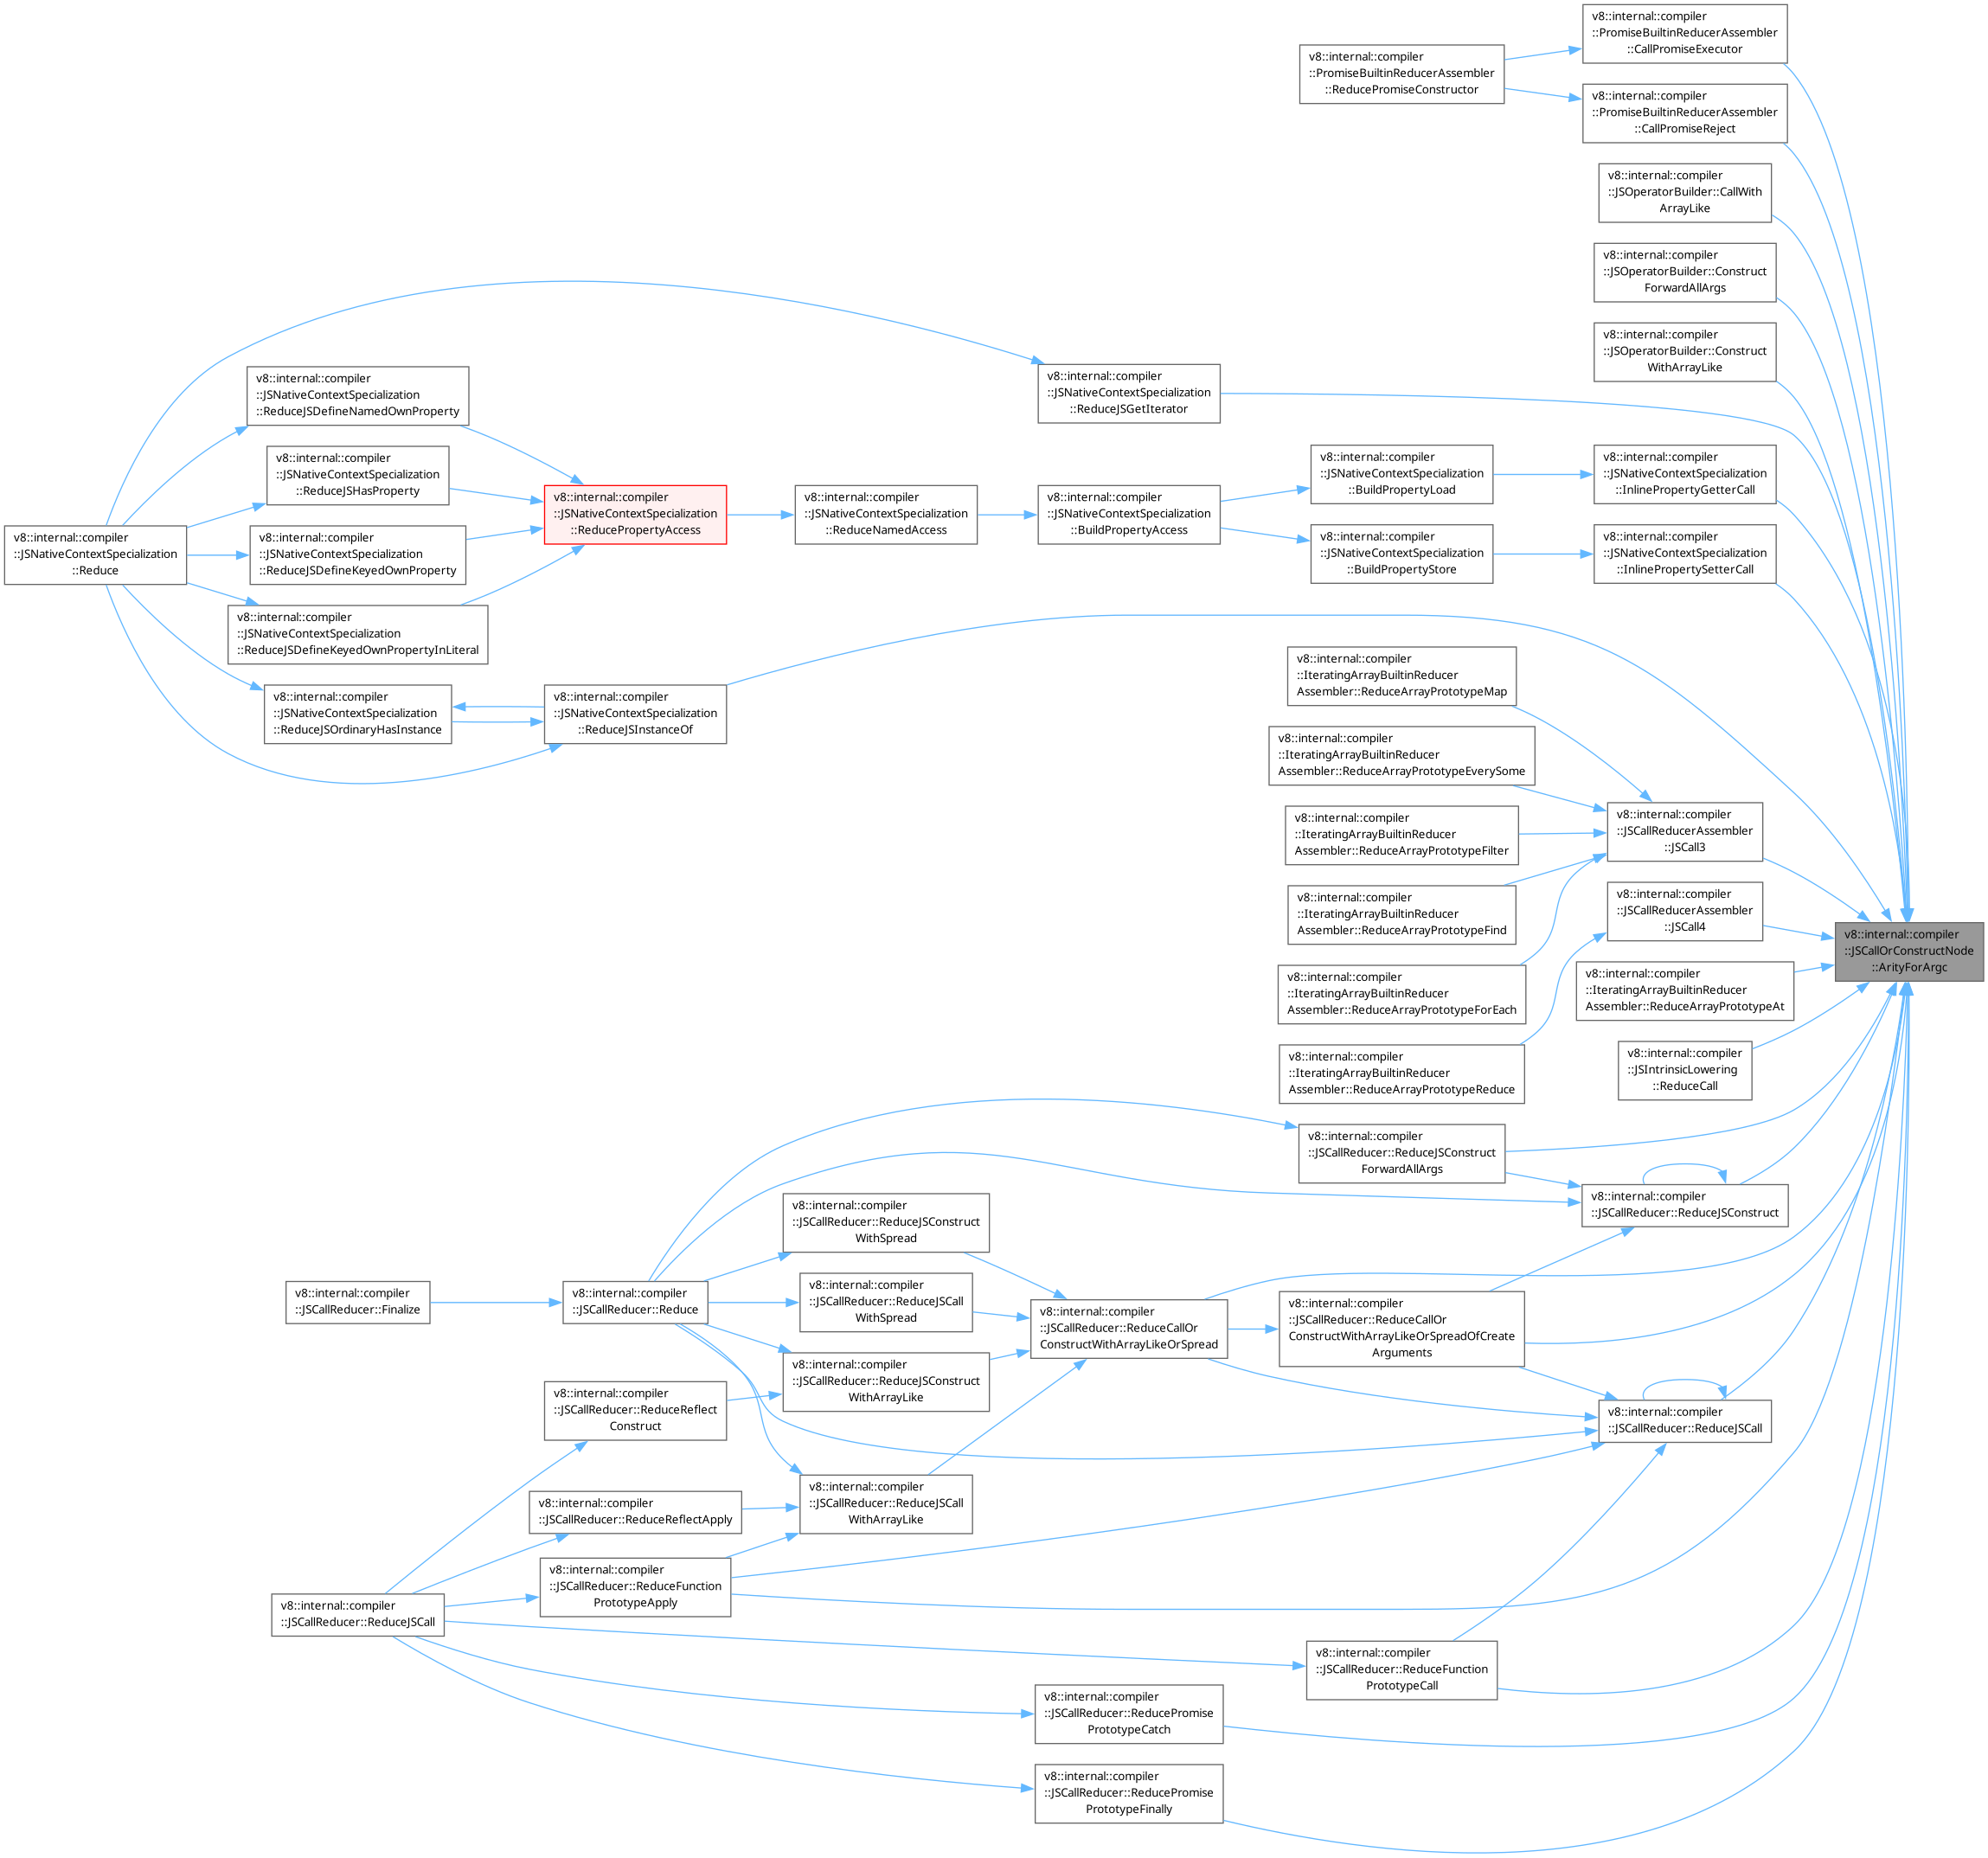 v8::internal::compiler
::PromiseBuiltinReducerAssembler
::CallPromiseExecutor
v8::internal::compiler
::PromiseBuiltinReducerAssembler
::ReducePromiseConstructor
v8::internal::compiler
::PromiseBuiltinReducerAssembler
::CallPromiseReject
v8::internal::compiler
::JSOperatorBuilder::CallWith
ArrayLike
v8::internal::compiler
::JSOperatorBuilder::Construct
ForwardAllArgs
v8::internal::compiler
::JSOperatorBuilder::Construct
WithArrayLike
v8::internal::compiler
::JSNativeContextSpecialization
::ReduceJSGetIterator
v8::internal::compiler
::JSNativeContextSpecialization
::ReduceJSDefineNamedOwnProperty
v8::internal::compiler
::JSNativeContextSpecialization
::ReduceJSHasProperty
v8::internal::compiler
::JSNativeContextSpecialization
::BuildPropertyLoad
v8::internal::compiler
::JSNativeContextSpecialization
::InlinePropertyGetterCall
v8::internal::compiler
::JSNativeContextSpecialization
::ReducePropertyAccess
v8::internal::compiler
::JSNativeContextSpecialization
::ReduceNamedAccess
v8::internal::compiler
::JSNativeContextSpecialization
::BuildPropertyAccess
v8::internal::compiler
::JSNativeContextSpecialization
::Reduce
v8::internal::compiler
::JSNativeContextSpecialization
::ReduceJSDefineKeyedOwnProperty
v8::internal::compiler
::JSNativeContextSpecialization
::BuildPropertyStore
v8::internal::compiler
::JSNativeContextSpecialization
::InlinePropertySetterCall
v8::internal::compiler
::JSNativeContextSpecialization
::ReduceJSDefineKeyedOwnPropertyInLiteral
v8::internal::compiler
::JSNativeContextSpecialization
::ReduceJSOrdinaryHasInstance
v8::internal::compiler
::JSNativeContextSpecialization
::ReduceJSInstanceOf
v8::internal::compiler
::IteratingArrayBuiltinReducer
Assembler::ReduceArrayPrototypeMap
v8::internal::compiler
::IteratingArrayBuiltinReducer
Assembler::ReduceArrayPrototypeEverySome
v8::internal::compiler
::IteratingArrayBuiltinReducer
Assembler::ReduceArrayPrototypeFilter
v8::internal::compiler
::JSCallReducerAssembler
::JSCall3
v8::internal::compiler
::IteratingArrayBuiltinReducer
Assembler::ReduceArrayPrototypeFind
v8::internal::compiler
::JSCallReducerAssembler
::JSCall4
v8::internal::compiler
::JSCallOrConstructNode
::ArityForArgc
v8::internal::compiler
::IteratingArrayBuiltinReducer
Assembler::ReduceArrayPrototypeForEach
v8::internal::compiler
::IteratingArrayBuiltinReducer
Assembler::ReduceArrayPrototypeAt
v8::internal::compiler
::IteratingArrayBuiltinReducer
Assembler::ReduceArrayPrototypeReduce
v8::internal::compiler
::JSIntrinsicLowering
::ReduceCall
v8::internal::compiler
::JSCallReducer::ReduceJSConstruct
ForwardAllArgs
v8::internal::compiler
::JSCallReducer::ReduceJSConstruct
v8::internal::compiler
::JSCallReducer::ReduceJSConstruct
WithSpread
v8::internal::compiler
::JSCallReducer::Finalize
v8::internal::compiler
::JSCallReducer::Reduce
v8::internal::compiler
::JSCallReducer::ReduceJSCall
WithSpread
v8::internal::compiler
::JSCallReducer::ReduceCallOr
ConstructWithArrayLikeOrSpread
v8::internal::compiler
::JSCallReducer::ReduceCallOr
ConstructWithArrayLikeOrSpreadOfCreate
Arguments
v8::internal::compiler
::JSCallReducer::ReduceJSConstruct
WithArrayLike
v8::internal::compiler
::JSCallReducer::ReduceReflect
Construct
v8::internal::compiler
::JSCallReducer::ReduceJSCall
v8::internal::compiler
::JSCallReducer::ReduceJSCall
WithArrayLike
v8::internal::compiler
::JSCallReducer::ReduceReflectApply
v8::internal::compiler
::JSCallReducer::ReduceFunction
PrototypeApply
v8::internal::compiler
::JSCallReducer::ReduceJSCall
v8::internal::compiler
::JSCallReducer::ReduceFunction
PrototypeCall
v8::internal::compiler
::JSCallReducer::ReducePromise
PrototypeCatch
v8::internal::compiler
::JSCallReducer::ReducePromise
PrototypeFinally